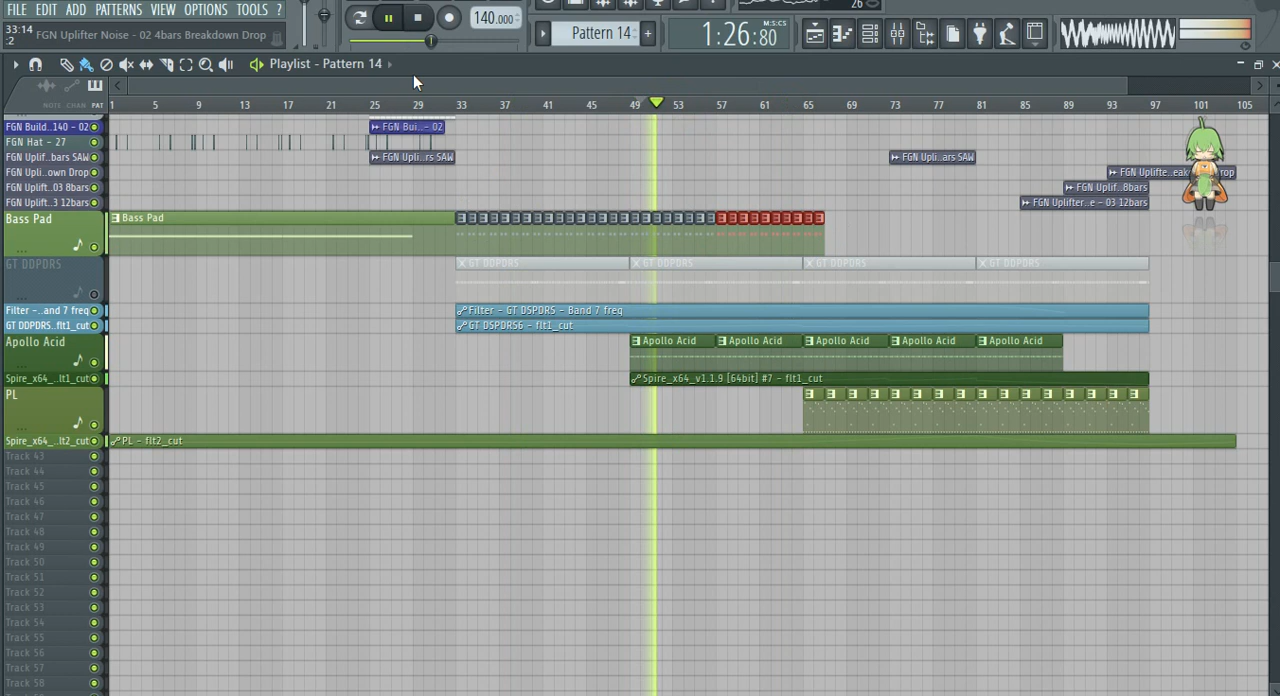 FILE EDIT ADD PATTERNS VIEW OPTIONS TOOLS ?
33:14 FGN Uplifter Noise - 02 4bars Breakdown Drop
:2
140.000
Pattern 14 +
M:S:CS
1:26:80
26
Playlist - Pattern 14
NOTE CHAN PAT
1 5 9 13 17 21 25 29 33 37 41 45 49 53 57 61 65 69 73 77 81 85 89 93 97 101 105
FGN Build..140 - 02
FGN Bui.. - 02
FGN Hat - 27
FGN Uplif..bars SAW
FGN Upli..rs SAW
FGN Upli..ars SAW
FGN Upli..own Drop
FGN Uplift.. 03 8bars
FGN Uplif..8bars
FGN Uplift..3 12bars
FGN Uplifter..e - 03 12bars
Bass Pad
Bass Pad
GT DDPDRS
GT DDPDRS
GT DDPDRS
GT DDPDRS
GT DDPDRS
Filter -..and 7 freq
Filter - GT DSPDRS - Band 7 freq
GT DDPDRS..flt1_cut
GT DSPDRS6 - flt1_cut
Apollo Acid
Apollo Acid
Apollo Acid
Apollo Acid
Apollo Acid
Apollo Acid
Spire_x64_..lt1_cut
Spire_x64_v1.1.9 [64bit] #7 - flt1_cut
PL
Spire_x64_..lt2_cut
PL - flt2_cut
Track 43
Track 44
Track 45
Track 46
Track 47
Track 48
Track 49
Track 50
Track 51
Track 52
Track 53
Track 54
Track 55
Track 56
Track 57
Track 58